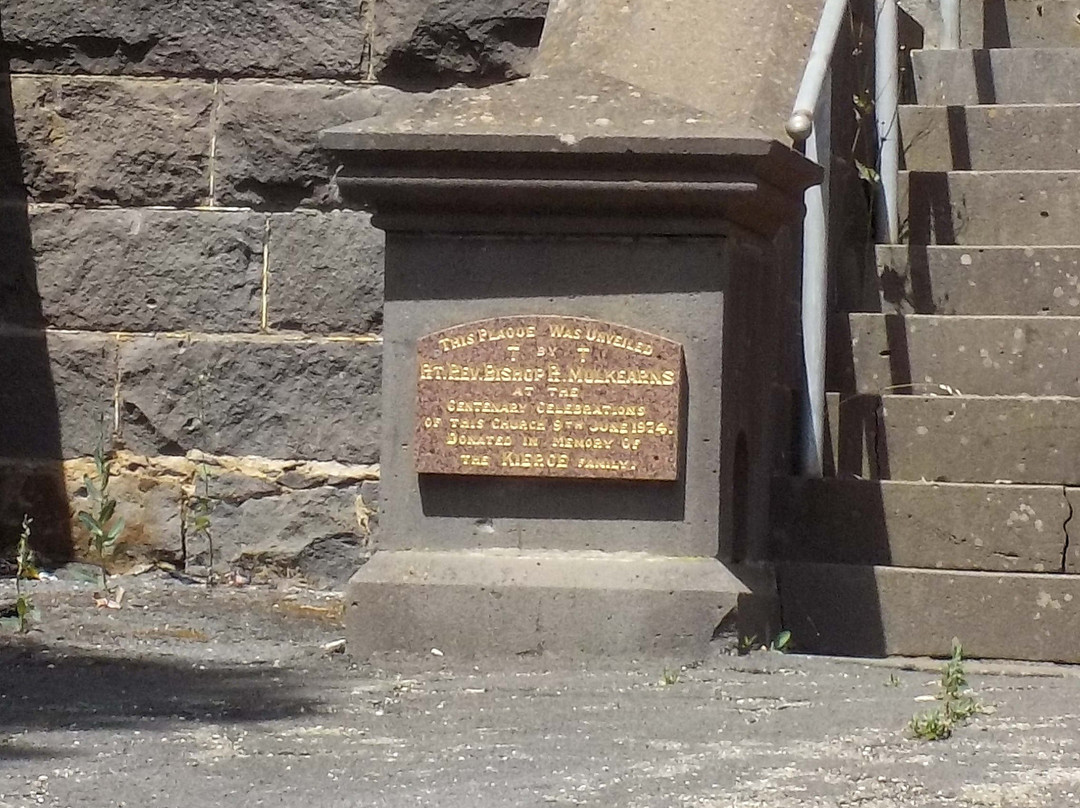 THIS PLAQUE WAS UNVEILED
BY
RT. REV. BISHOP R. MULKEARNS
AT THE
CENTENARY CELEBRATIONS
OF THIS CHURCH 9TH JUNE 1974.
DONATED IN MEMORY OF
THE KIERCE FAMILY.